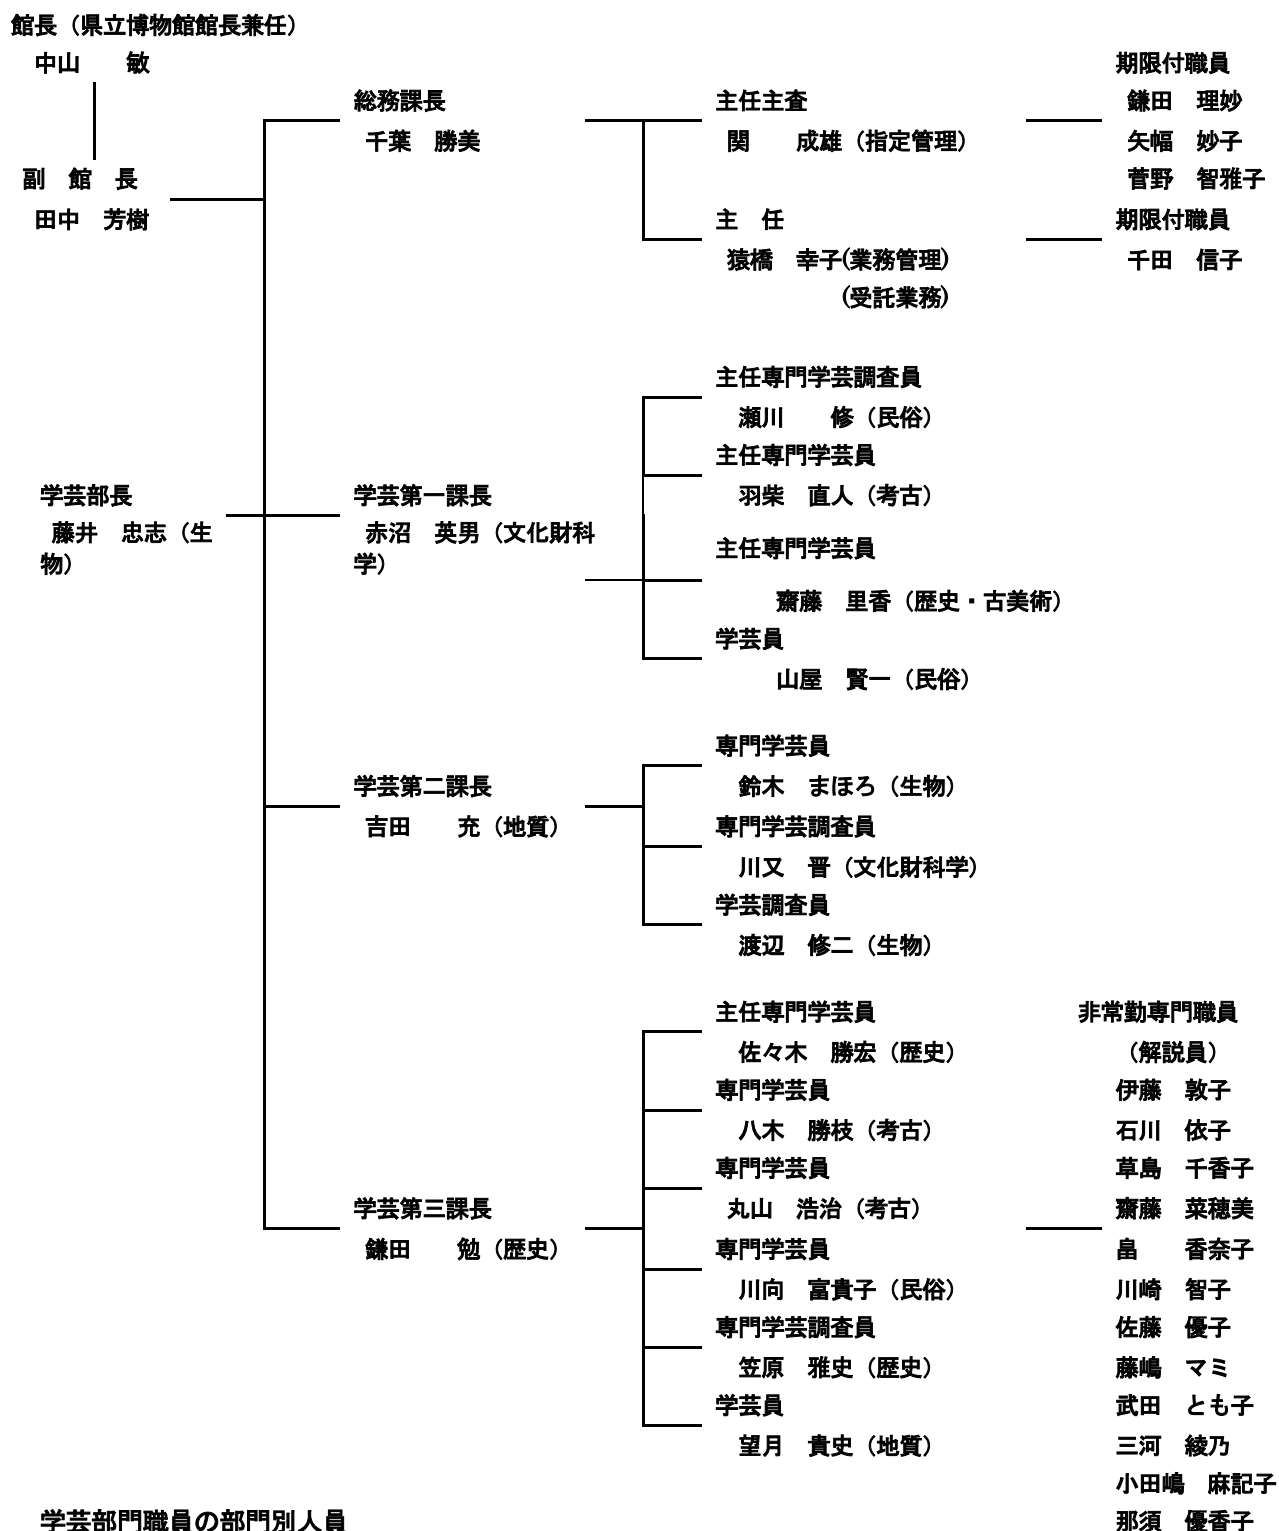 館長（県立博物館館長兼任）
中山　　敏
副　館　長
田中　芳樹
総務課長
千葉　勝美
主任主査
関　　成雄（指定管理）
期限付職員
鎌田　理妙
矢幅　妙子
菅野　智雅子
主　任
猿橋　幸子(業務管理)
(受託業務)
期限付職員
千田　信子
学芸部長
藤井　忠志（生
物）
学芸第一課長
赤沼　英男（文化財科
学）
主任専門学芸調査員
瀬川　　修（民俗）
主任専門学芸員
羽柴　直人（考古）
主任専門学芸員
齋藤　里香（歴史・古美術）
学芸員
山屋　賢一（民俗）
学芸第二課長
吉田　　充（地質）
専門学芸員
鈴木　まほろ（生物）
専門学芸調査員
川又　晋（文化財科学）
学芸調査員
渡辺　修二（生物）
学芸第三課長
鎌田　　勉（歴史）
主任専門学芸員
佐々木　勝宏（歴史）
専門学芸員
八木　勝枝（考古）
専門学芸員
丸山　浩治（考古）
専門学芸員
川向　富貴子（民俗）
専門学芸調査員
笠原　雅史（歴史）
学芸員
望月　貴史（地質）
非常勤専門職員
（解説員）
伊藤　敦子
石川　依子
草島　千香子
齋藤　菜穂美
畠　　香奈子
川崎　智子
佐藤　優子
藤嶋　マミ
武田　とも子
三河　綾乃
小田嶋　麻記子
那須　優香子
学芸部門職員の部門別人員